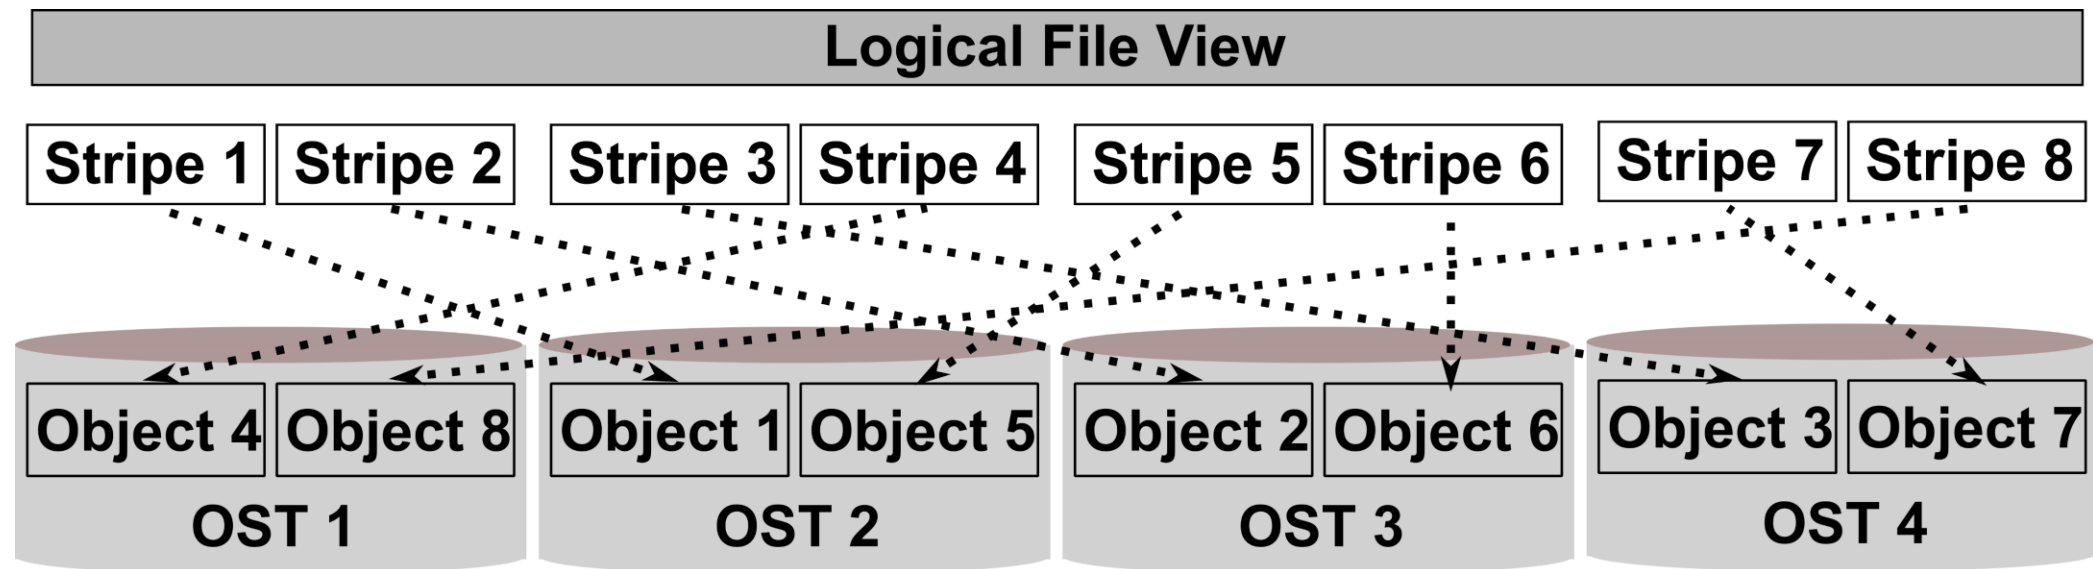 Logical File View
Stripe 1 Stripe 2 Stripe 3 Stripe 4 Stripe 5 Stripe 6 Stripe 7 Stripe 8
Object 4 Object 8 Object 1 Object 5 Object 2 Object 6 Object 3 Object 7
OST 1 OST 2 OST 3 OST 4